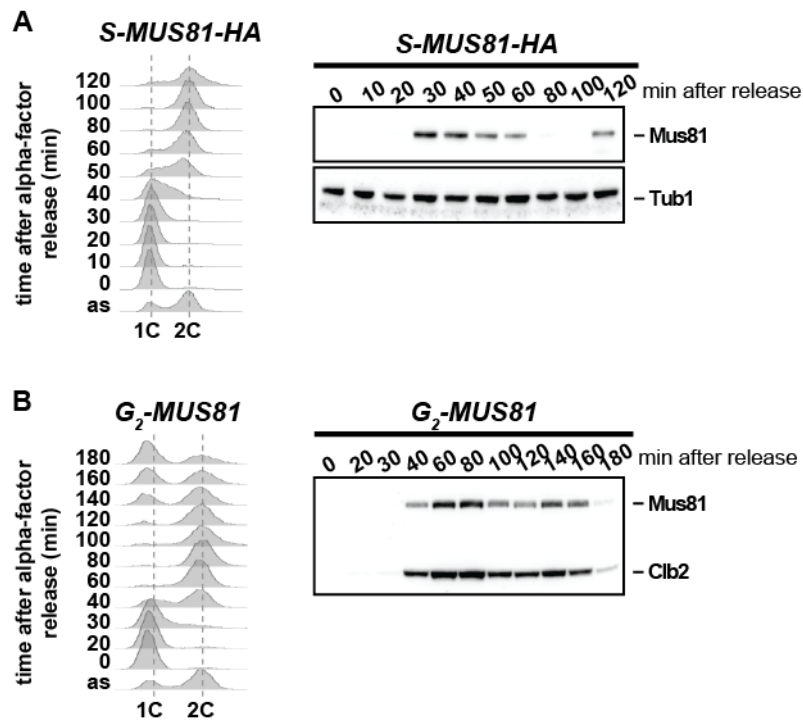 A
S-MUS81-HA
time after alpha-factor
release (min)
120
100
80
60
50
40
30
20
10
0
as
1C 2C
S-MUS81-HA
0 10 20 30 40 50 60 80 100 120 min after release
– Mus81
– Tub1
B
G2-MUS81
time after alpha-factor
release (min)
180
160
140
120
100
80
60
40
30
20
0
as
1C 2C
G2-MUS81
0 20 30 40 60 80 100 120 140 160 180 min after release
– Mus81
– Clb2